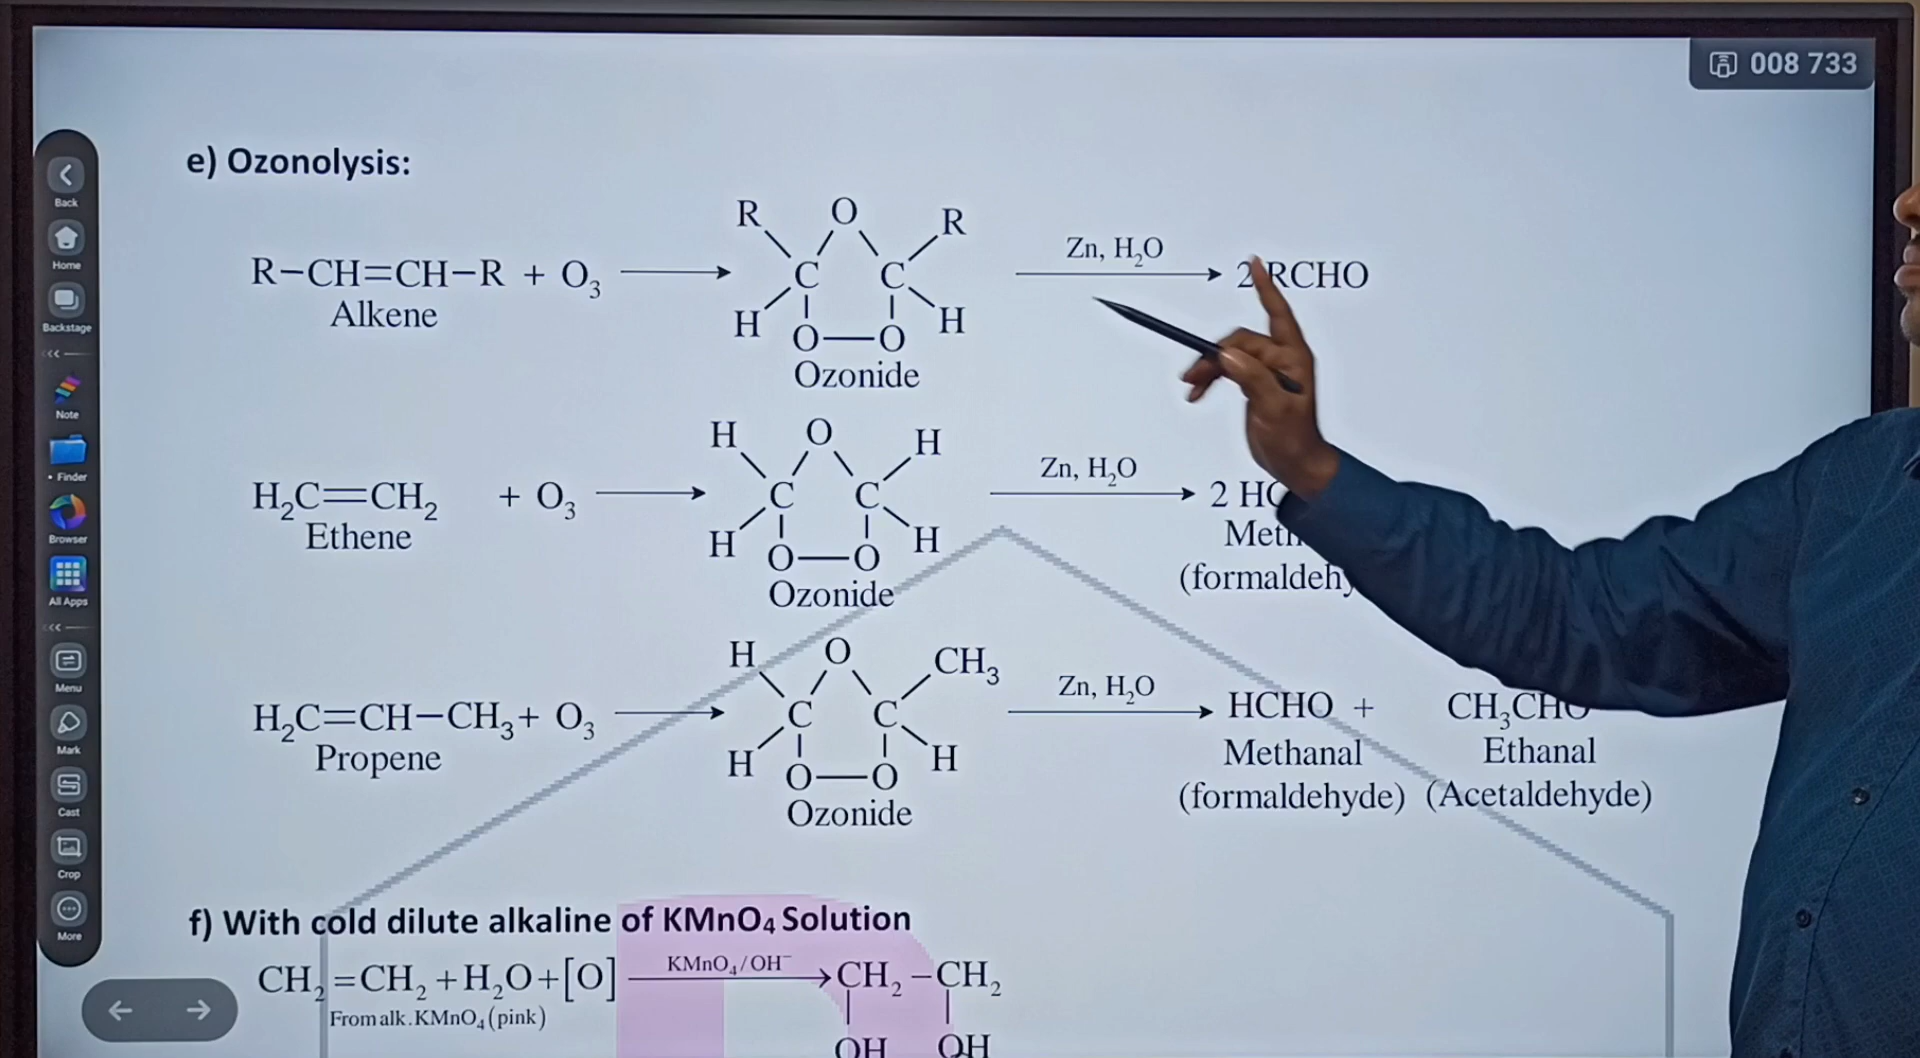 008 733
e) Ozonolysis:
R O R
Zn, H₂O
R−CH=CH−R + O₃ C C 2 RCHO
Alkene H H
O—O
Ozonide
H O H
Zn, H₂O
H₂C=CH₂ + O₃ C C 2
Ethene H H
O—O
Ozonide
H O CH₃
Zn, H₂O
H₂C=CH−CH₃+ O₃ C C HCHO + CH₃CHO
Propene H H Methanal Ethanal
O—O (formaldehyde) (Acetaldehyde)
Ozonide
f) With cold dilute alkaline of KMnO₄ Solution
KMnO₄/OH⁻
CH₂=CH₂+H₂O+[O] → CH₂−CH₂
From alk.KMnO₄(pink)
OH OH
Back
Home
Backstage
Note
Finder
Browser
All Apps
Menu
Mark
Cast
Crop
More